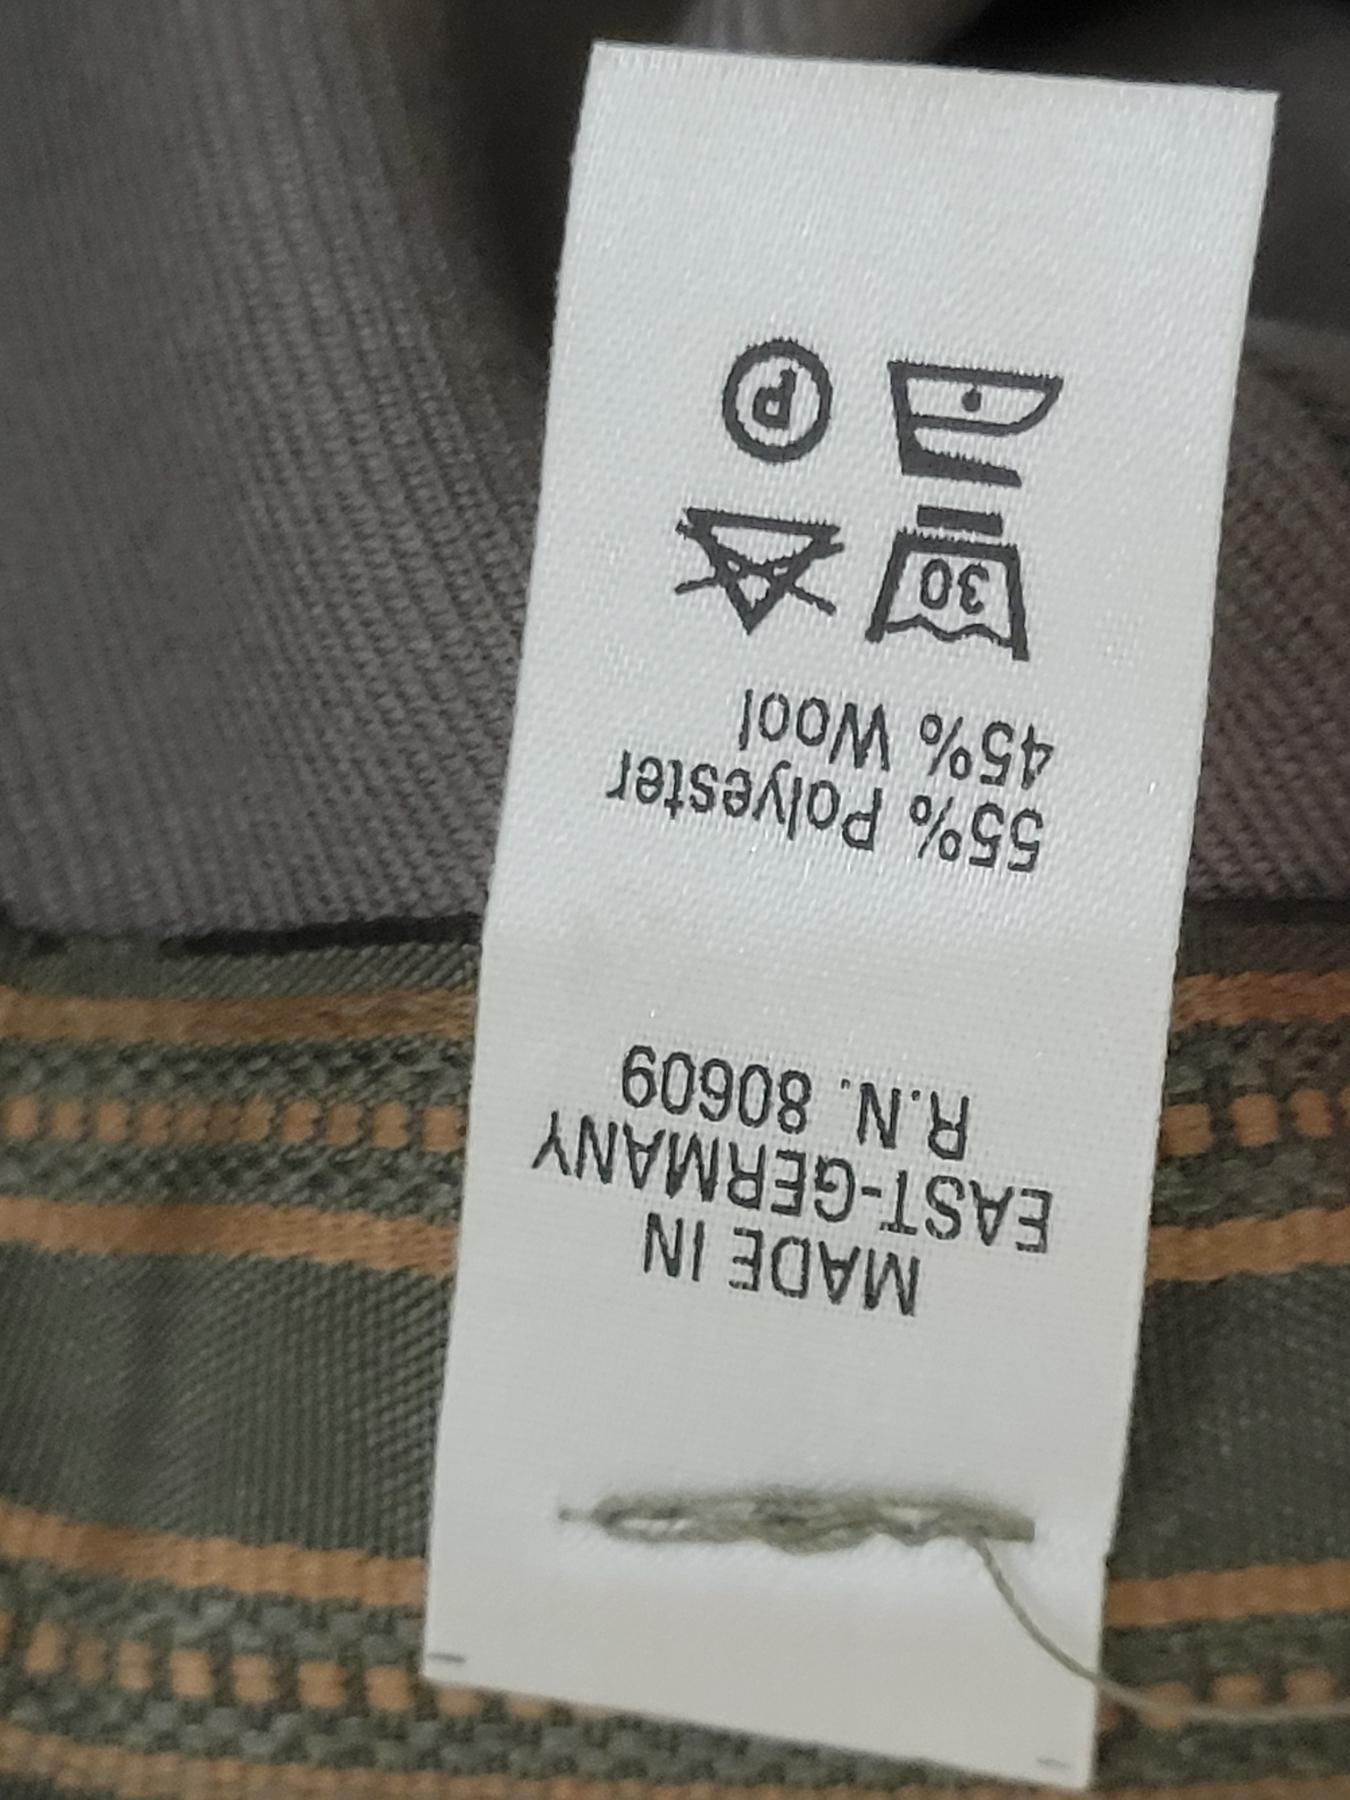 MADE IN
EAST-GERMANY
R.N. 80609
55% Polyester
45% Wool
30
P